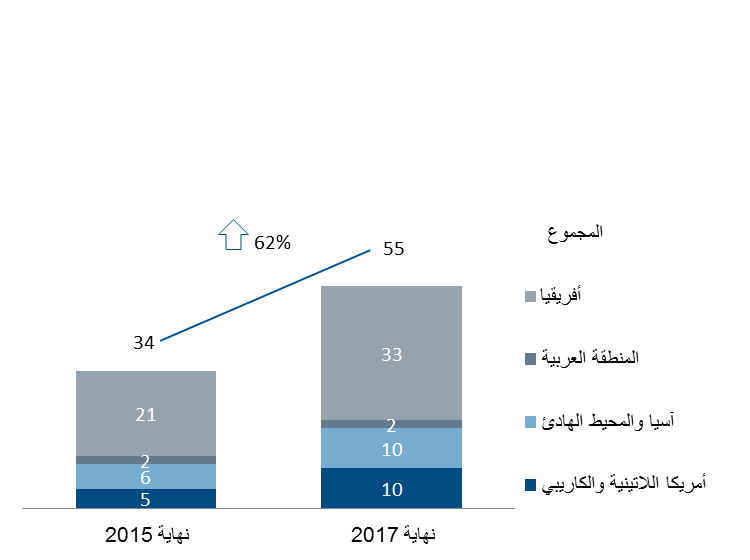 62%
المجموع
55
34
أفريقيا
33
21
المنطقة العربية
2
2
آسيا والمحيط الهادئ
10
6
أمريكا اللاتينية والكاريبي
10
5
نهاية 2015
نهاية 2017